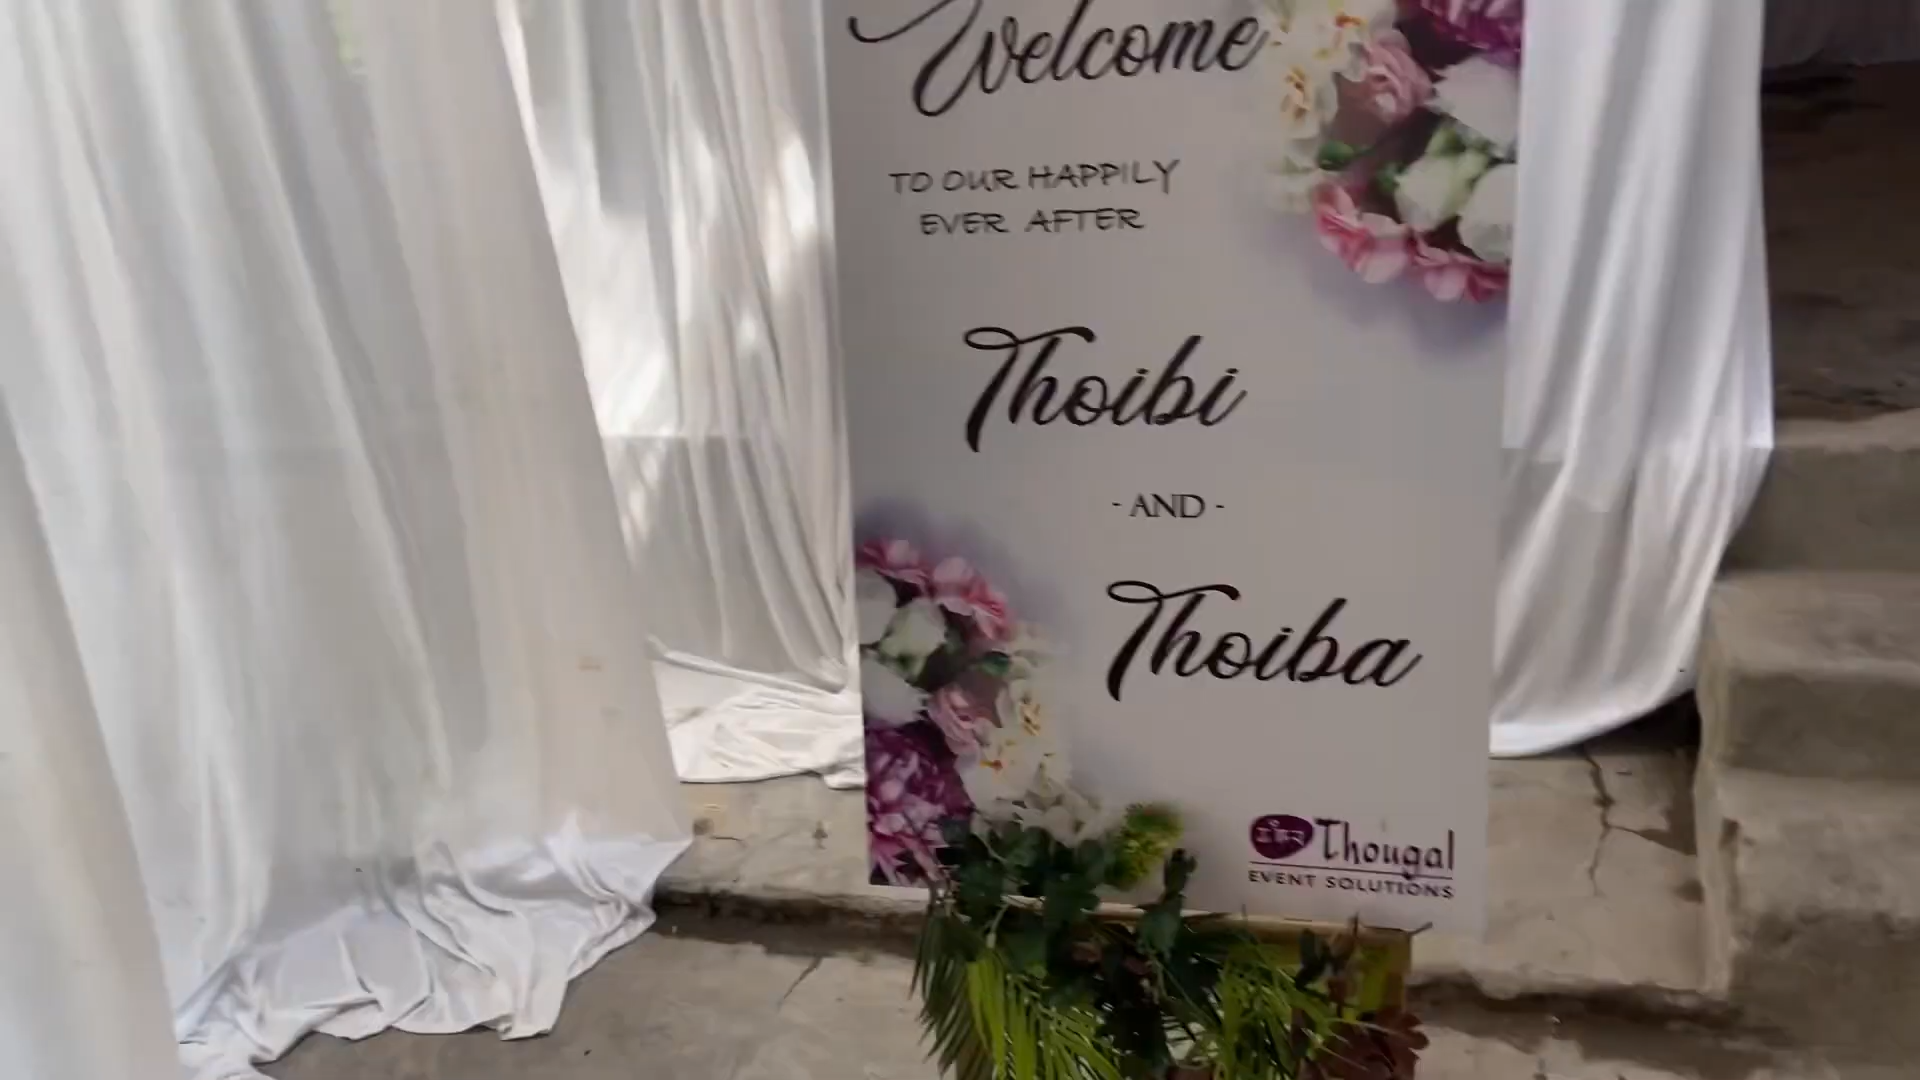 Welcome
TO OUR HAPPILY
EVER AFTER
Thoibi
- AND -
Thoiba
Thougal
EVENT SOLUTIONS